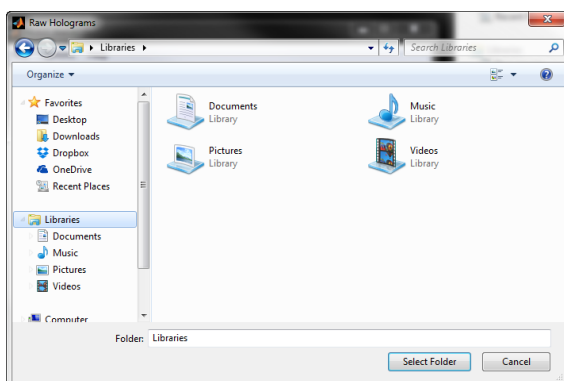 Raw Holograms
Libraries
Search Libraries
Organize
Favorites
Desktop
Downloads
Dropbox
OneDrive
Recent Places
Libraries
Documents
Music
Pictures
Videos
Computer
Documents
Library
Music
Library
Pictures
Library
Videos
Library
Folder: Libraries
Select Folder Cancel